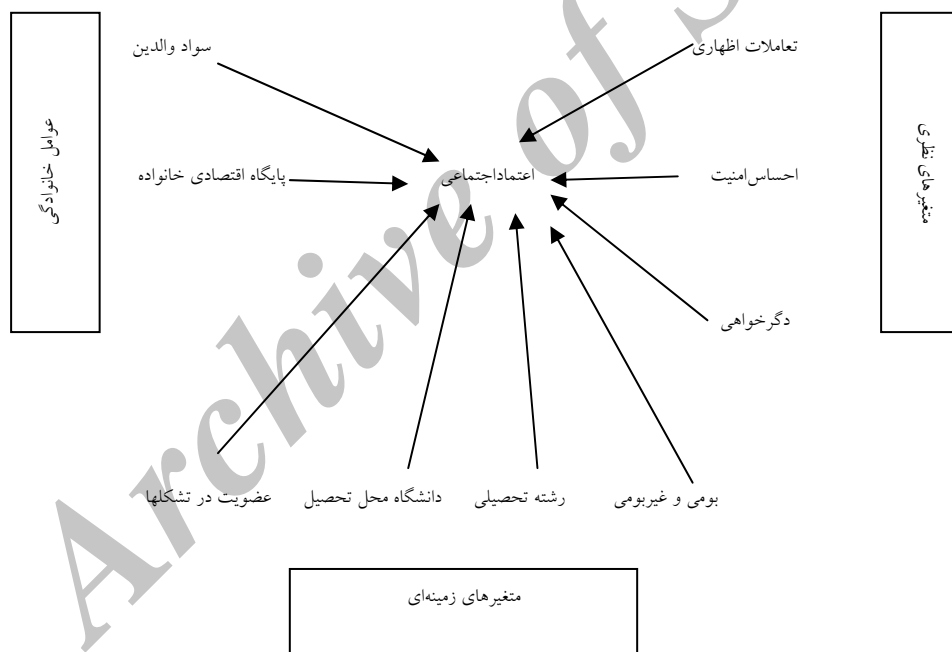 تعاملات اظهاری
سواد والدین
احساس‌امنیت
اعتماداجتماعی
پایگاه اقتصادی خانواده
متغیرهای نظری
عوامل خانوادگی
دگرخواهی
بومی و غیربومی
رشته تحصیلی
دانشگاه محل تحصیل
عضویت در تشکلها
متغیرهای زمینه‌ای
Archive of S